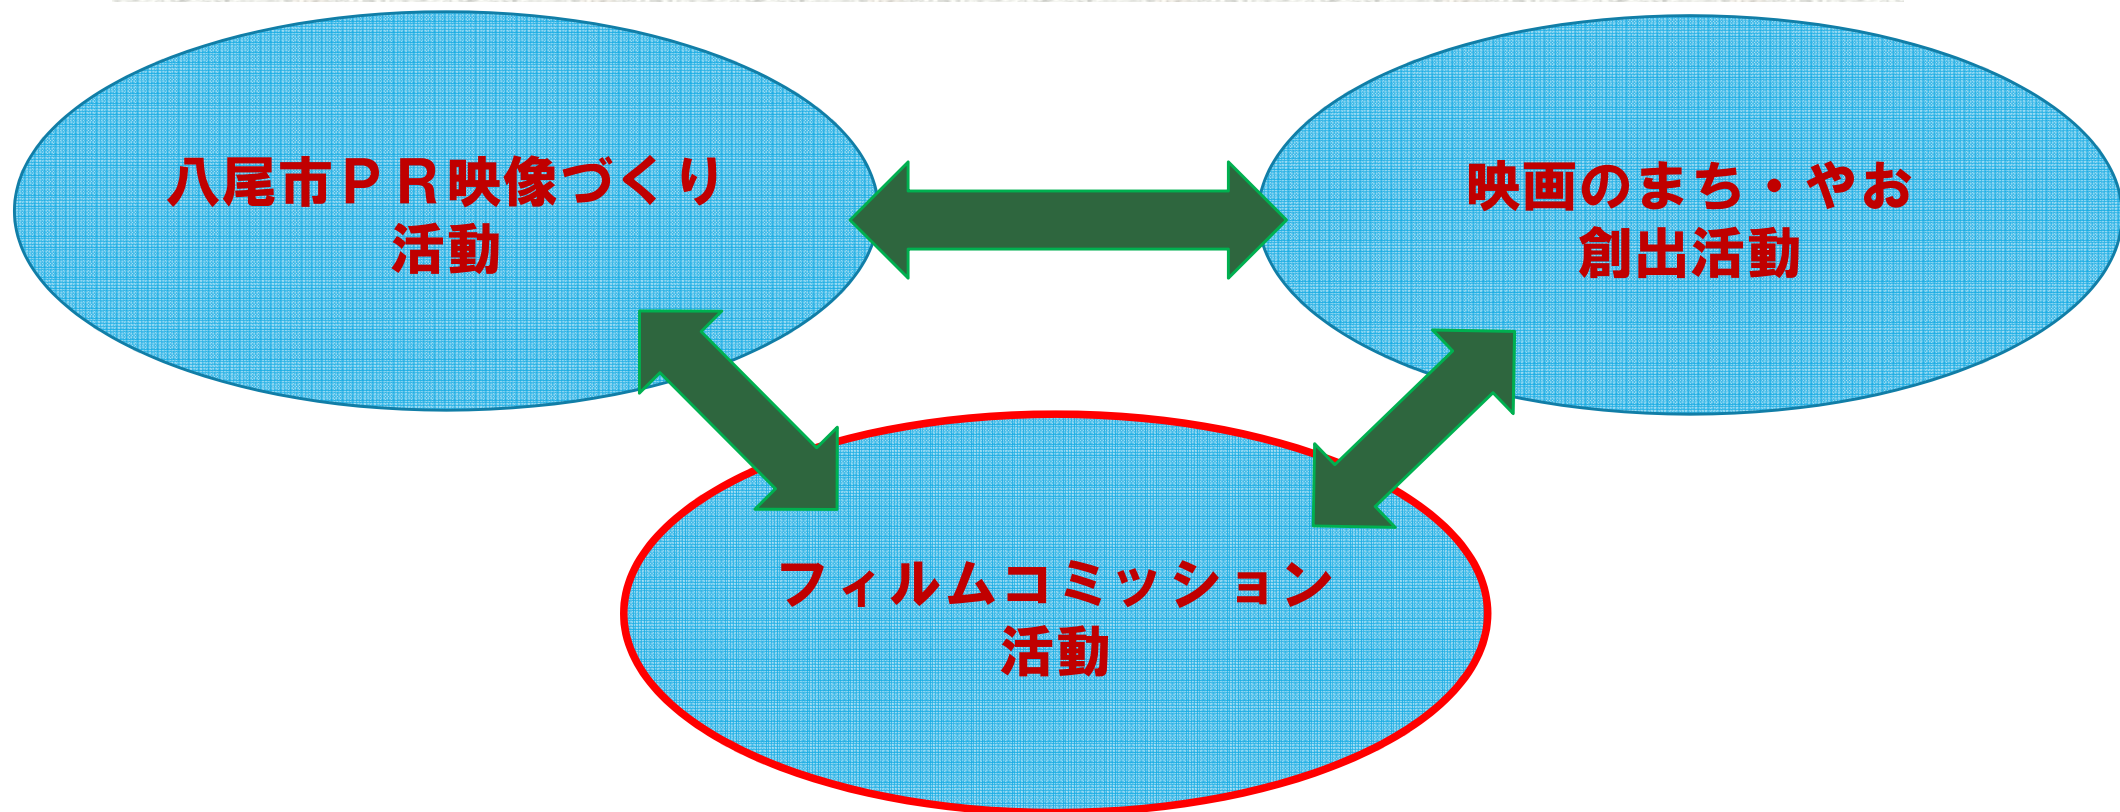 八尾市ＰＲ映像づくり
活動
映画のまち・やお
創出活動
フィルムコミッション
活動